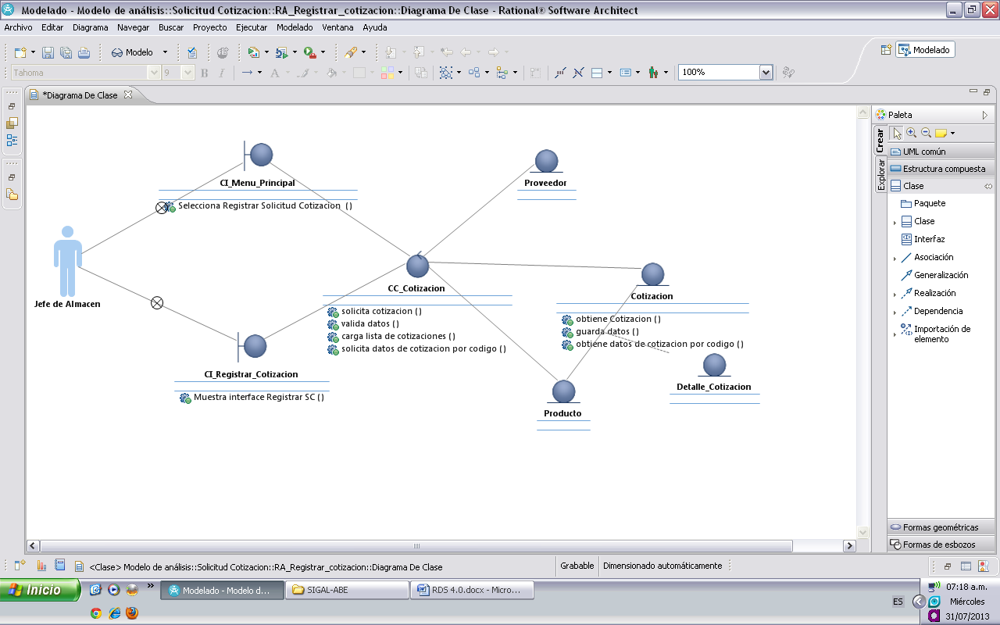 Modelado - Modelo de análisis::Solicitud Cotizacion::RA_Registrar_cotizacion::Diagrama De Clase - Rational® Software Architect
Archivo Editar Diagrama Navegar Buscar Proyecto Ejecutar Modelado Ventana Ayuda
Modelo
Modelado
Tahoma 9 B I A 100%
*Diagrama De Clase
CI_Menu_Principal
Selecciona Registrar Solicitud Cotizacion ()
Jefe de Almacen
CI_Registrar_Cotizacion
Muestra interface Registrar SC ()
CC_Cotizacion
solicita cotizacion ()
valida datos ()
carga lista de cotizaciones ()
solicita datos de cotizacion por codigo ()
Proveedor
Cotizacion
obtiene Cotizacion ()
guarda datos ()
obtiene datos de cotizacion por codigo ()
Detalle_Cotizacion
Producto
Paleta
Crear
Explorar
UML común
Estructura compuesta
Clase
Paquete
Clase
Interfaz
Asociación
Generalización
Realización
Dependencia
Importación de
elemento
Formas geométricas
Formas de esbozos
<Clase> Modelo de análisis::Solicitud Cotizacion::RA_Registrar_cotizacion::Diagrama De Clase
Grabable
Dimensionado automáticamente
Inicio
Modelado - Modelo d...
SIGAL-ABE
RDS 4.0.docx - Micro...
ES
07:18 a.m.
Miércoles
31/07/2013